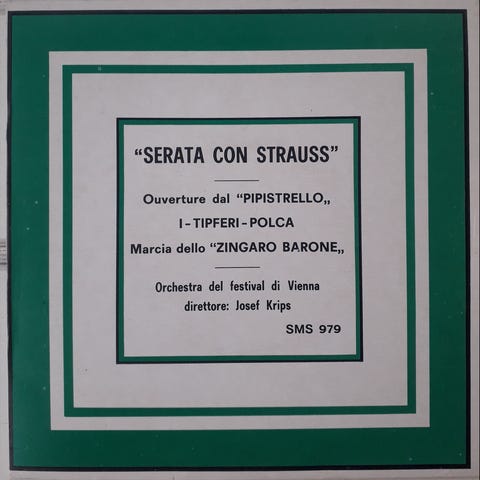 “SERATA CON STRAUSS”
Ouverture dal “PIPISTRELLO„
I-TIPFERI-POLCA
Marcia dello “ZINGARO BARONE„
Orchestra del festival di Vienna
direttore: Josef Krips
SMS 979